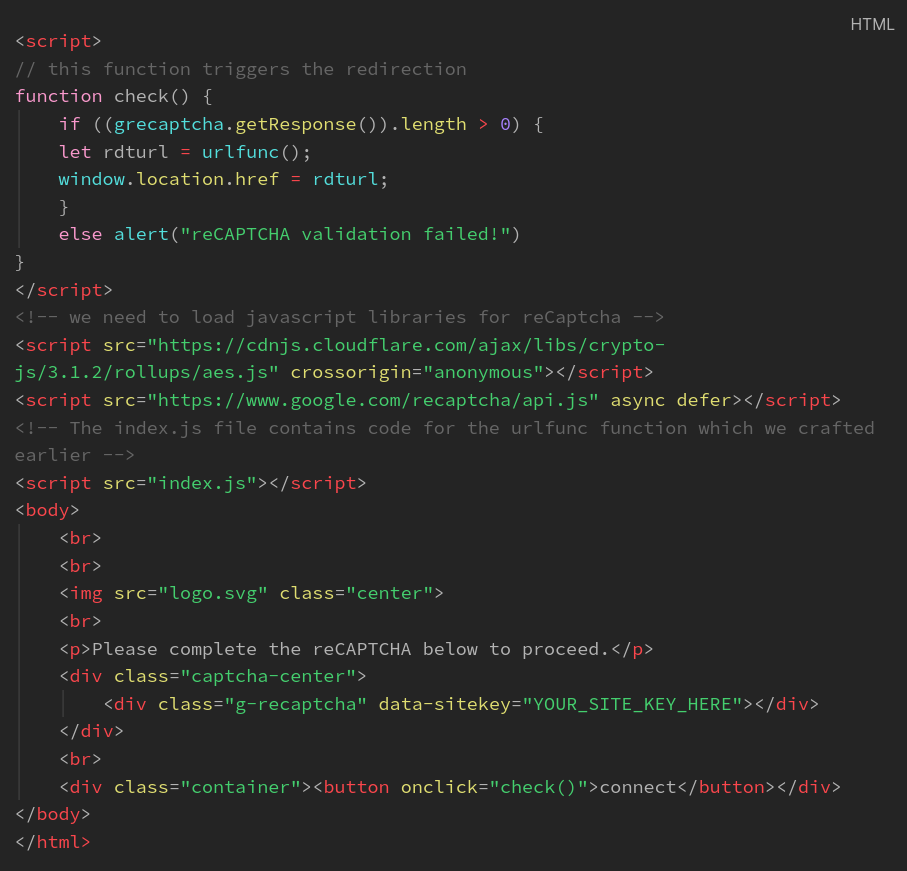 HTML
<script>
// this function triggers the redirection
function check() {
    if ((grecaptcha.getResponse()).length > 0) {
    let rdturl = urlfunc();
    window.location.href = rdturl;
    }
    else alert("reCAPTCHA validation failed!")
}
</script>
<!-- we need to load javascript libraries for reCaptcha -->
<script src="https://cdnjs.cloudflare.com/ajax/libs/crypto-
js/3.1.2/rollups/aes.js" crossorigin="anonymous"></script>
<script src="https://www.google.com/recaptcha/api.js" async defer></script>
<!-- The index.js file contains code for the urlfunc function which we crafted
earlier -->
<script src="index.js"></script>
<body>
    <br>
    <br>
    <img src="logo.svg" class="center">
    <br>
    <p>Please complete the reCAPTCHA below to proceed.</p>
    <div class="captcha-center">
        <div class="g-recaptcha" data-sitekey="YOUR_SITE_KEY_HERE"></div>
    </div>
    <br>
    <div class="container"><button onclick="check()">connect</button></div>
</body>
</html>